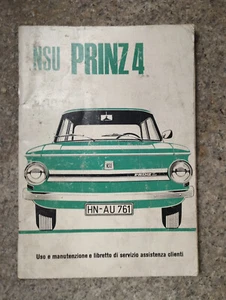 NSU PRINZ 4
HN-AU 761
Uso e manutenzione e libretto di servizio assistenza clienti